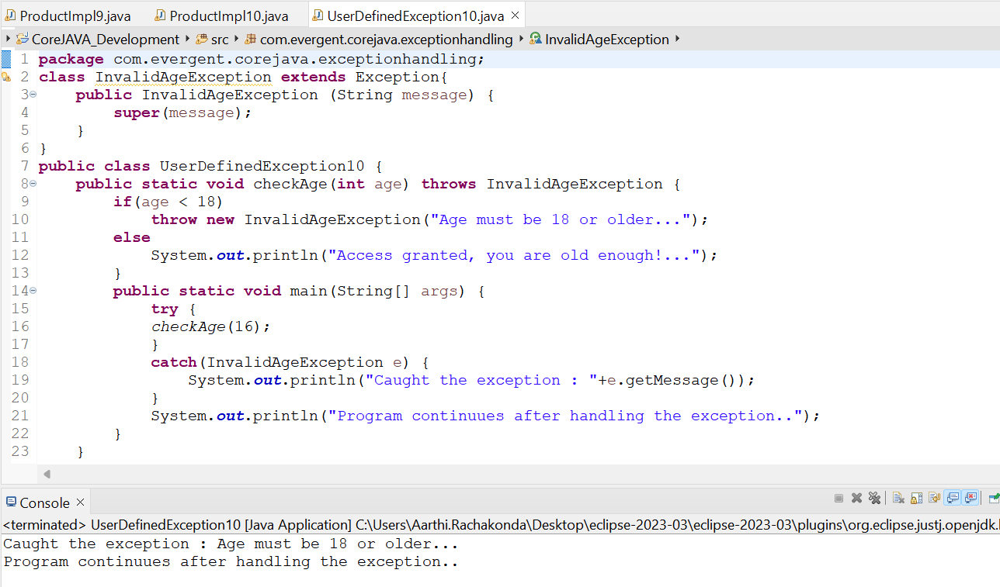 ProductImpl9.java ProductImpl10.java UserDefinedException10.java
CoreJAVA_Development src com.evergent.corejava.exceptionhandling InvalidAgeException
1 package com.evergent.corejava.exceptionhandling;
2 class InvalidAgeException extends Exception{
3 public InvalidAgeException (String message) {
4 super(message);
5 }
6 }
7 public class UserDefinedException10 {
8 public static void checkAge(int age) throws InvalidAgeException {
9 if(age < 18)
10 throw new InvalidAgeException("Age must be 18 or older...");
11 else
12 System.out.println("Access granted, you are old enough!...");
13 }
14 public static void main(String[] args) {
15 try {
16 checkAge(16);
17 }
18 catch(InvalidAgeException e) {
19 System.out.println("Caught the exception : "+e.getMessage());
20 }
21 System.out.println("Program continuues after handling the exception..");
22 }
23 }
Console
<terminated> UserDefinedException10 [Java Application] C:\Users\Aarthi.Rachakonda\Desktop\eclipse-2023-03\eclipse-2023-03\plugins\org.eclipse.justj.openjdk.
Caught the exception : Age must be 18 or older...
Program continuues after handling the exception..